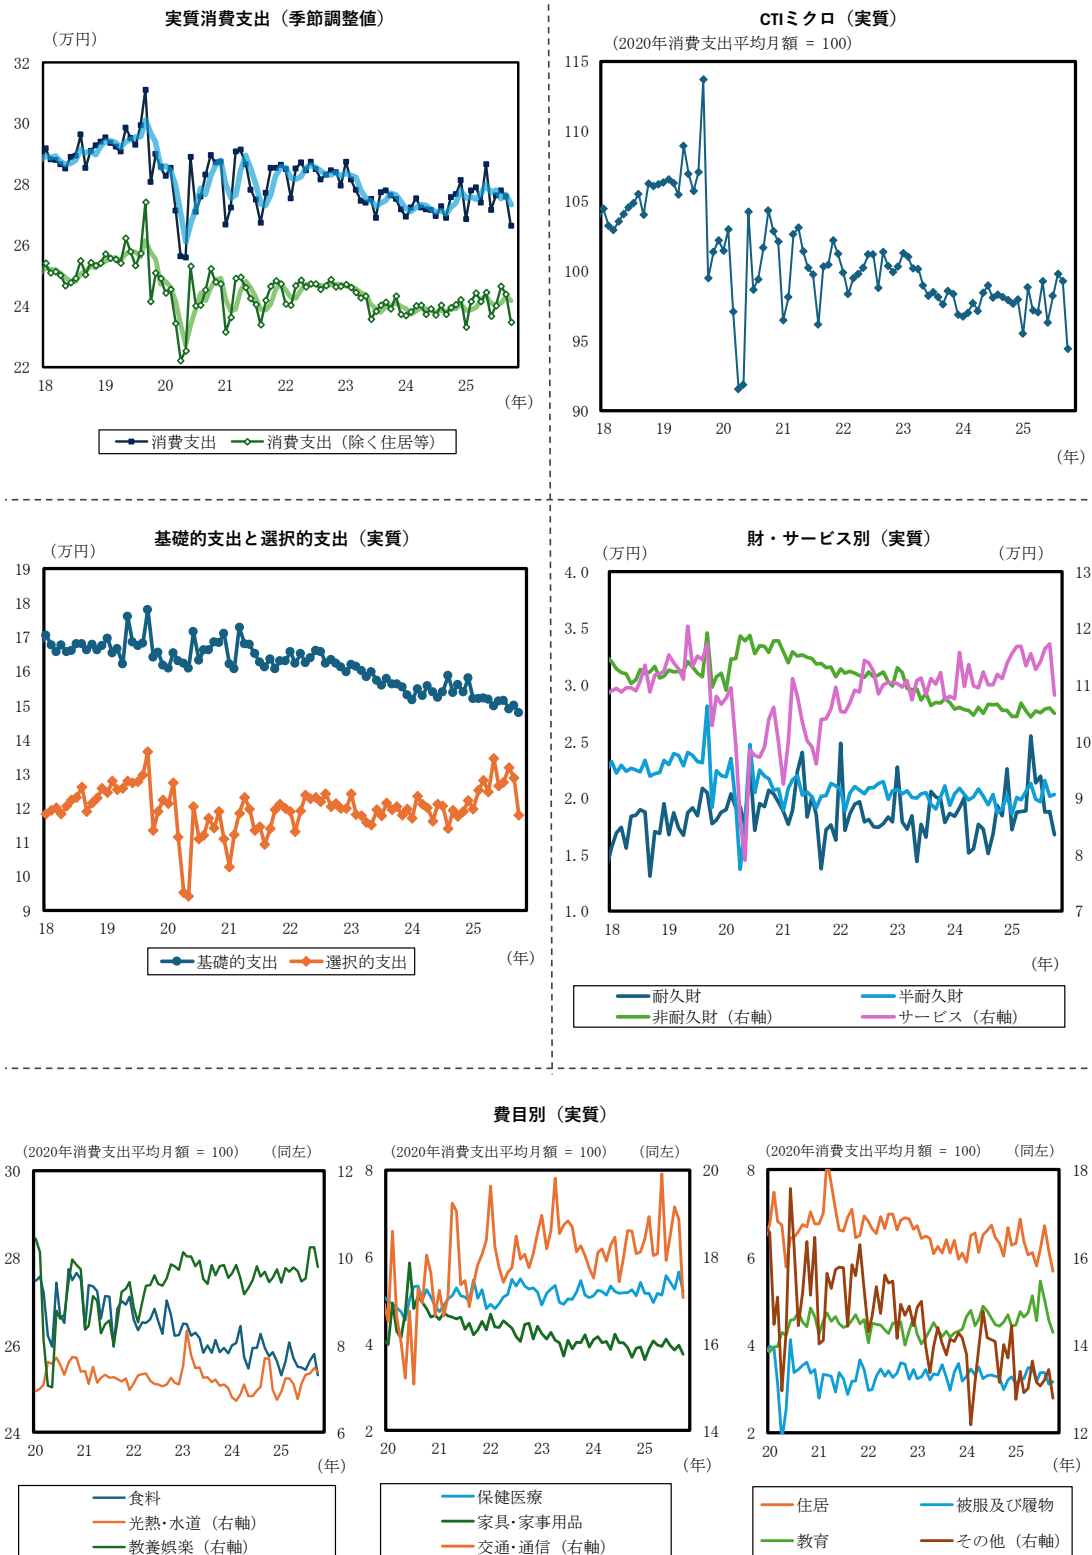 実質消費支出（季節調整値）
（万円）
32
30
28
26
24
22
18 19 20 21 22 23 24 25
（年）
消費支出 消費支出（除く住居等）
CTIミクロ（実質）
（2020年消費支出平均月額 = 100）
115
110
105
100
95
90
18 19 20 21 22 23 24 25
（年）
基礎的支出と選択的支出（実質）
（万円）
19
18
17
16
15
14
13
12
11
10
9
18 19 20 21 22 23 24 25
（年）
基礎的支出 選択的支出
財・サービス別（実質）
（万円） （万円）
4.0 13
3.5 12
3.0 11
2.5 10
2.0 9
1.5 8
1.0 7
18 19 20 21 22 23 24 25
（年）
耐久財 半耐久財
非耐久財（右軸） サービス（右軸）
費目別（実質）
（2020年消費支出平均月額 = 100） （同左）
30 12
28 10
26 8
24 6
20 21 22 23 24 25
（年）
食料
光熱・水道（右軸）
教養娯楽（右軸）
（2020年消費支出平均月額 = 100） （同左）
8 20
6 18
4 16
2 14
20 21 22 23 24 25
（年）
保健医療
家具・家事用品
交通・通信（右軸）
（2020年消費支出平均月額 = 100） （同左）
8 18
6 16
4 14
2 12
20 21 22 23 24 25
（年）
住居 被服及び履物
教育 その他（右軸）